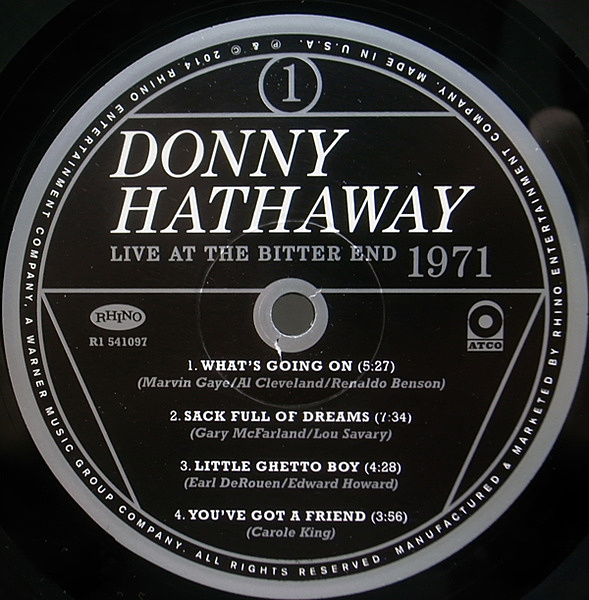 1
DONNY
HATHAWAY
LIVE AT THE BITTER END 1971
RHINO
R1 541097
ATCO
1. WHAT'S GOING ON (5:27)
(Marvin Gaye/Al Cleveland/Renaldo Benson)
2. SACK FULL OF DREAMS (7:34)
(Gary McFarland/Lou Savary)
3. LITTLE GHETTO BOY (4:28)
(Earl DeRouen/Edward Howard)
4. YOU'VE GOT A FRIEND (3:56)
(Carole King)
℗ & © 2014 RHINO ENTERTAINMENT COMPANY, A WARNER MUSIC GROUP COMPANY. ALL RIGHTS RESERVED. MANUFACTURED & MARKETED BY RHINO ENTERTAINMENT COMPANY. MADE IN U.S.A.